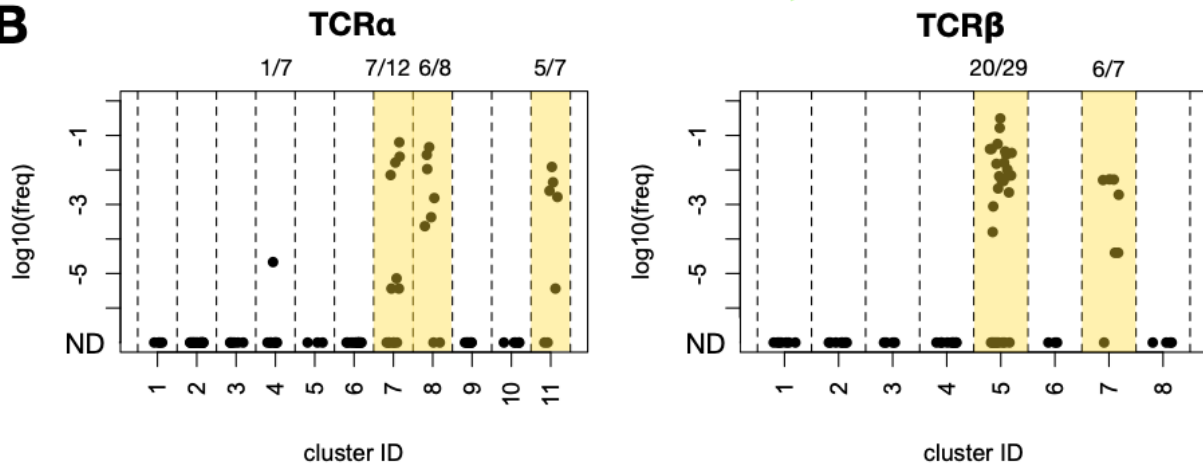 B
TCRα
TCRβ
1/7 7/12 6/8 5/7
20/29 6/7
log10(freq)
-1
-3
-5
ND
1 2 3 4 5 6 7 8 9 10 11
cluster ID
log10(freq)
-1
-3
-5
ND
1 2 3 4 5 6 7 8
cluster ID